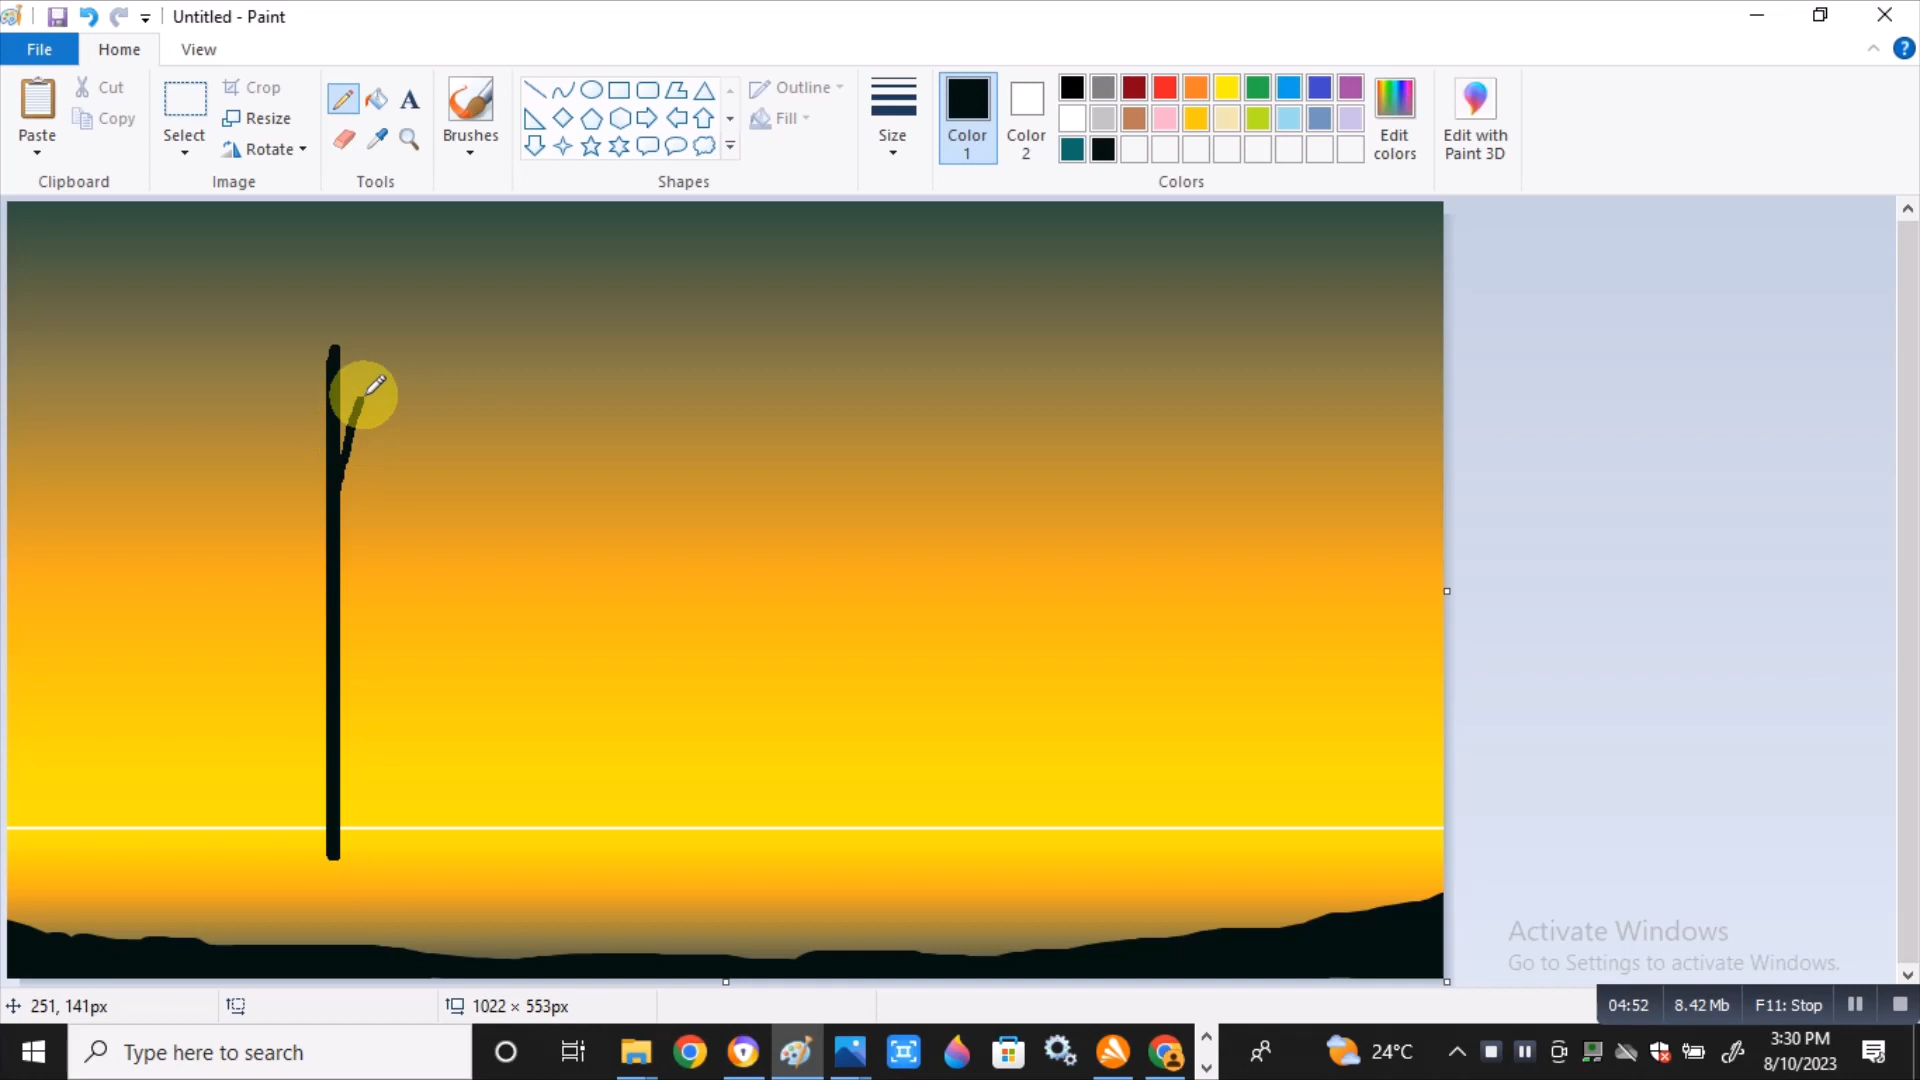 Untitled - Paint
File Home View
Paste
Cut
Copy
Clipboard
Select
Crop
Resize
Rotate
Image
A
Tools
Brushes
Outline
Fill
Shapes
Size
Color 1
Color 2
Edit colors
Colors
Edit with Paint 3D
?
Activate Windows
Go to Settings to activate Windows.
251, 141px
1022 × 553px
04:52 8.42 Mb F11: Stop
Type here to search
24°C
3:30 PM
8/10/2023